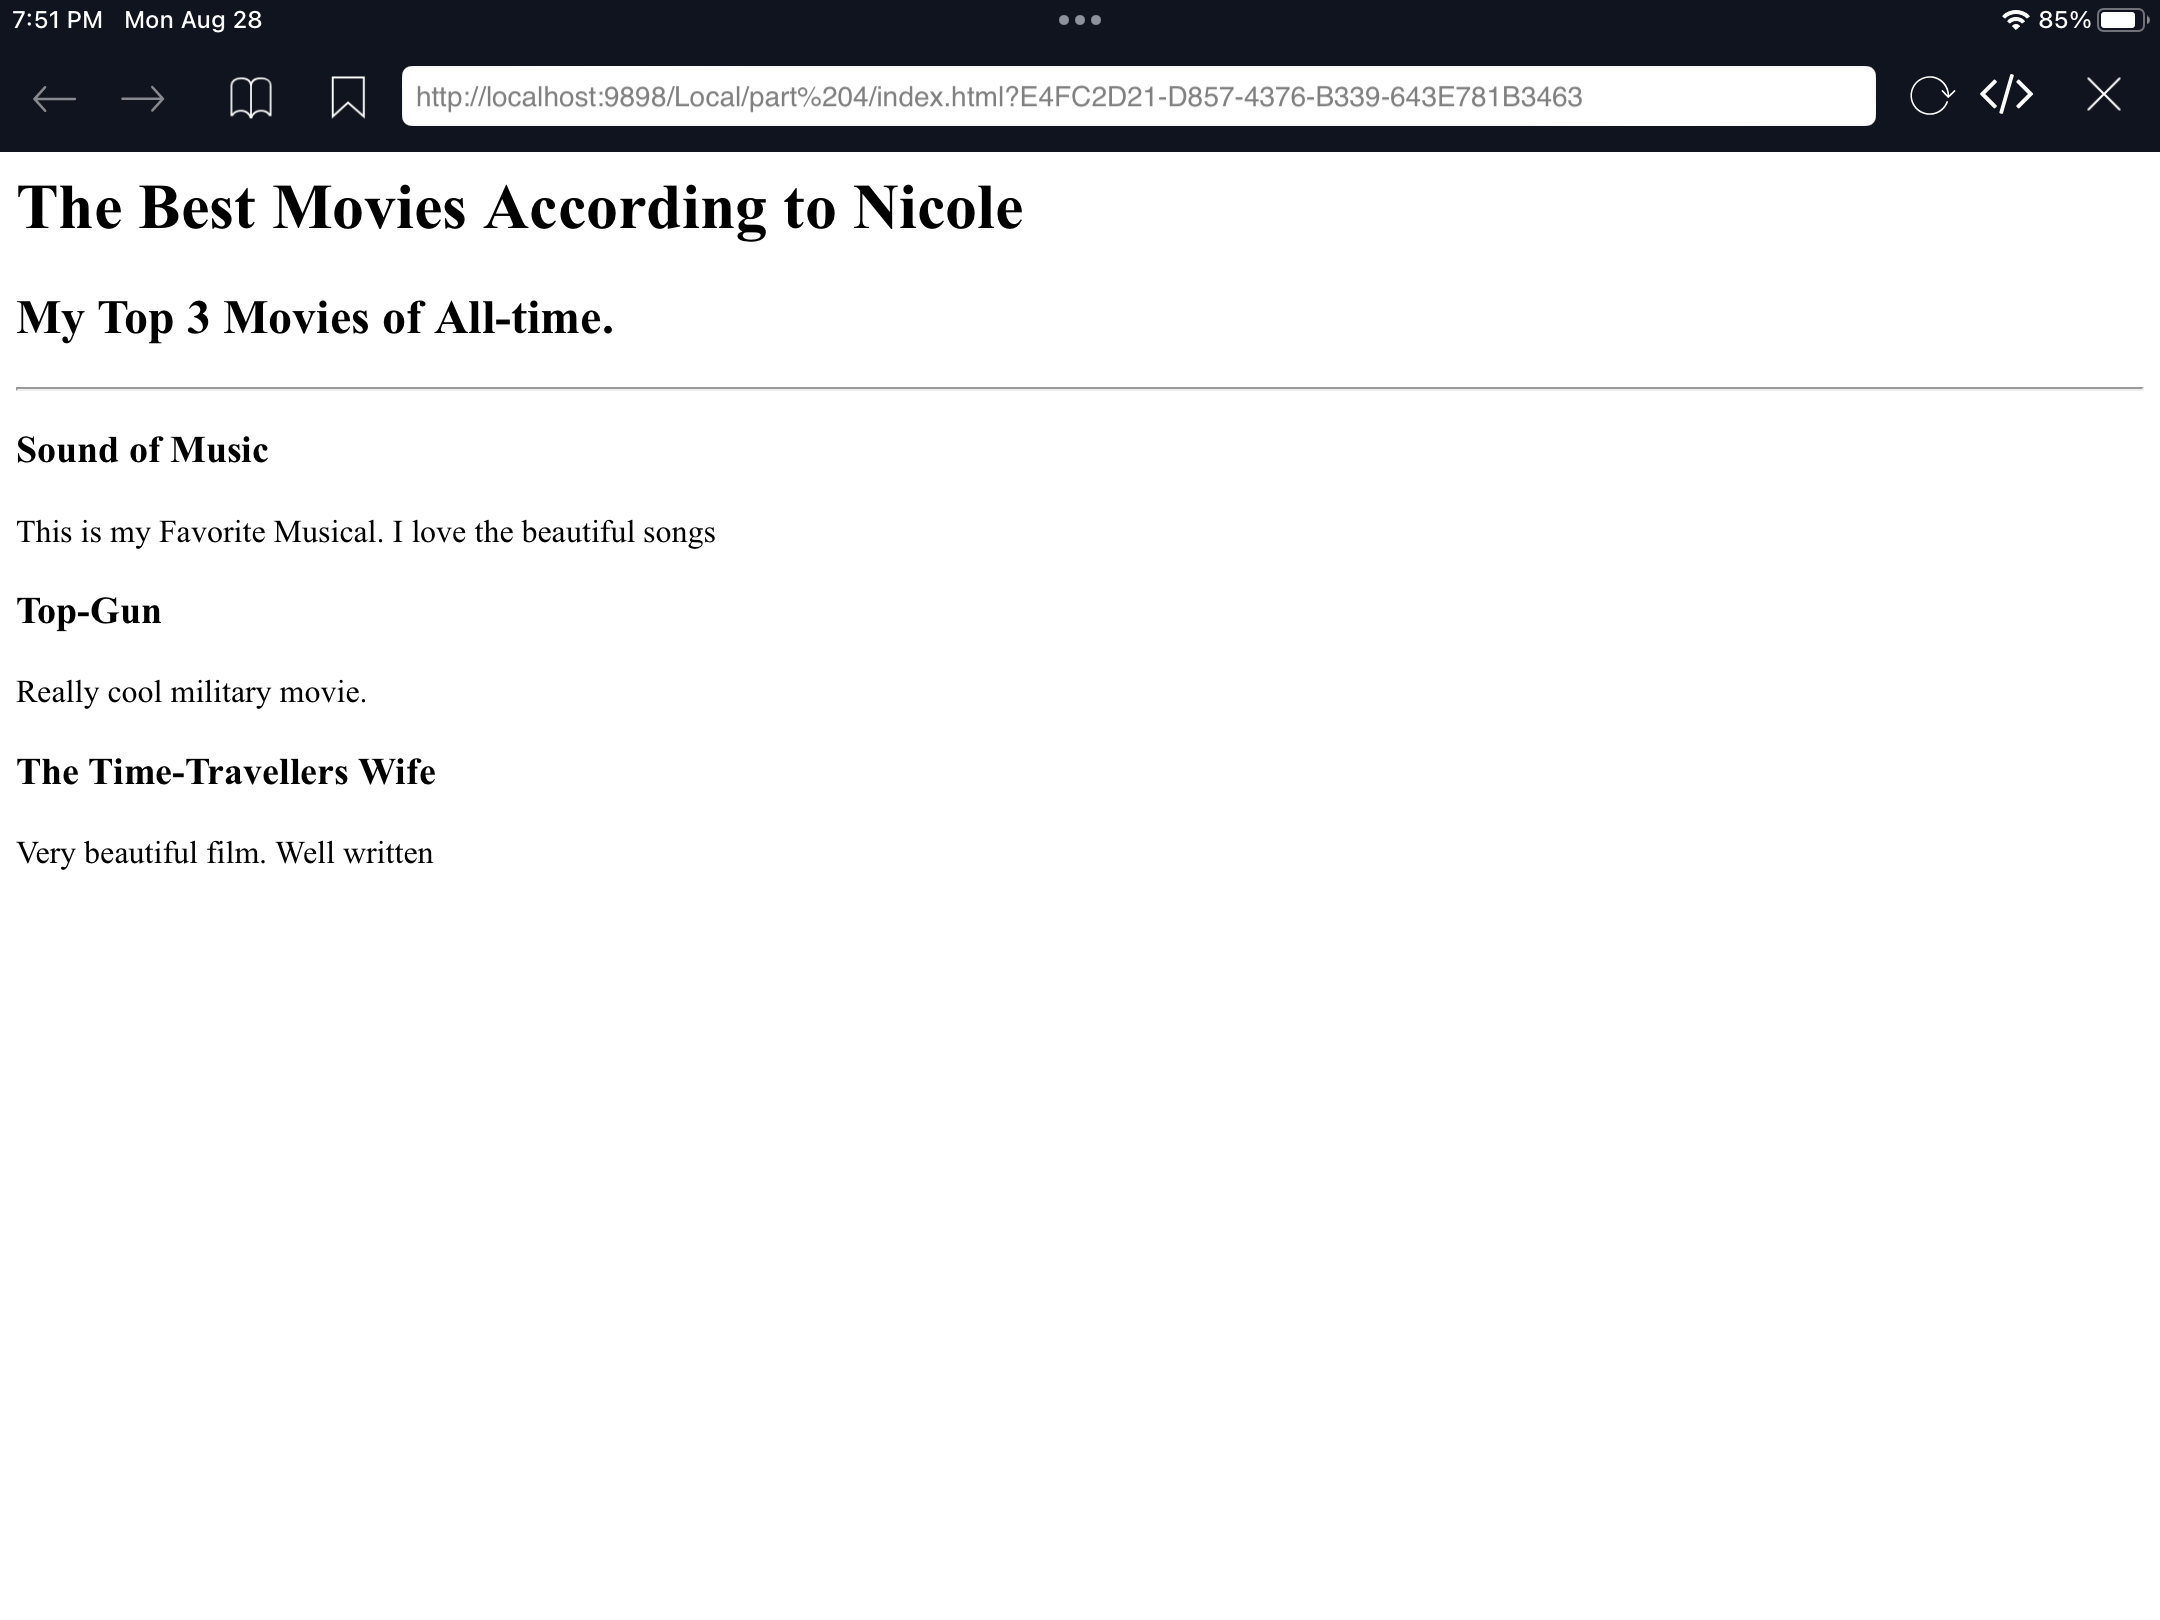 7:51 PM Mon Aug 28
85%
http://localhost:9898/Local/part%204/index.html?E4FC2D21-D857-4376-B339-643E781B3463
The Best Movies According to Nicole
My Top 3 Movies of All-time.
Sound of Music
This is my Favorite Musical. I love the beautiful songs
Top-Gun
Really cool military movie.
The Time-Travellers Wife
Very beautiful film. Well written